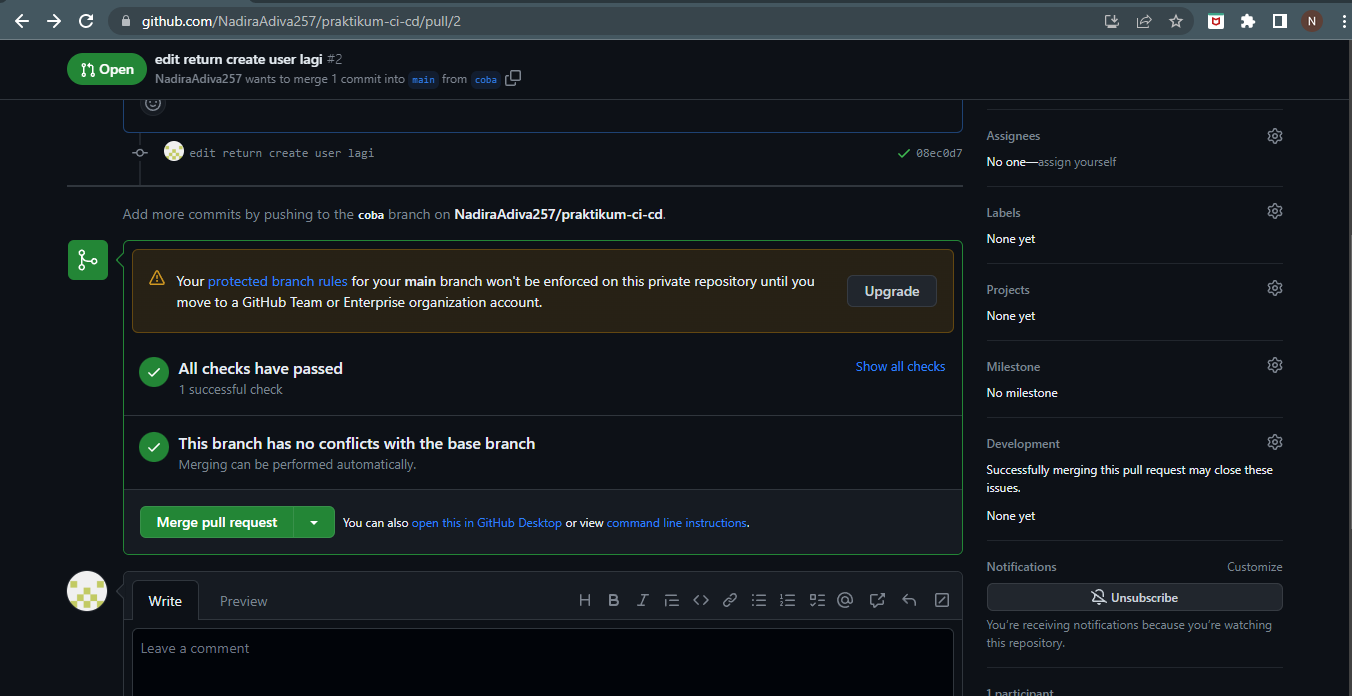 github.com/NadiraAdiva257/praktikum-ci-cd/pull/2
N
Open
edit return create user lagi #2
NadiraAdiva257 wants to merge 1 commit into main from coba
edit return create user lagi
08ec0d7
Add more commits by pushing to the coba branch on NadiraAdiva257/praktikum-ci-cd.
Your protected branch rules for your main branch won't be enforced on this private repository until you
move to a GitHub Team or Enterprise organization account.
Upgrade
All checks have passed
1 successful check
Show all checks
This branch has no conflicts with the base branch
Merging can be performed automatically.
Merge pull request
You can also open this in GitHub Desktop or view command line instructions.
Write
Preview
Leave a comment
Assignees
No one—assign yourself
Labels
None yet
Projects
None yet
Milestone
No milestone
Development
Successfully merging this pull request may close these
issues.
None yet
Notifications
Customize
Unsubscribe
You're receiving notifications because you're watching
this repository.
1 participant